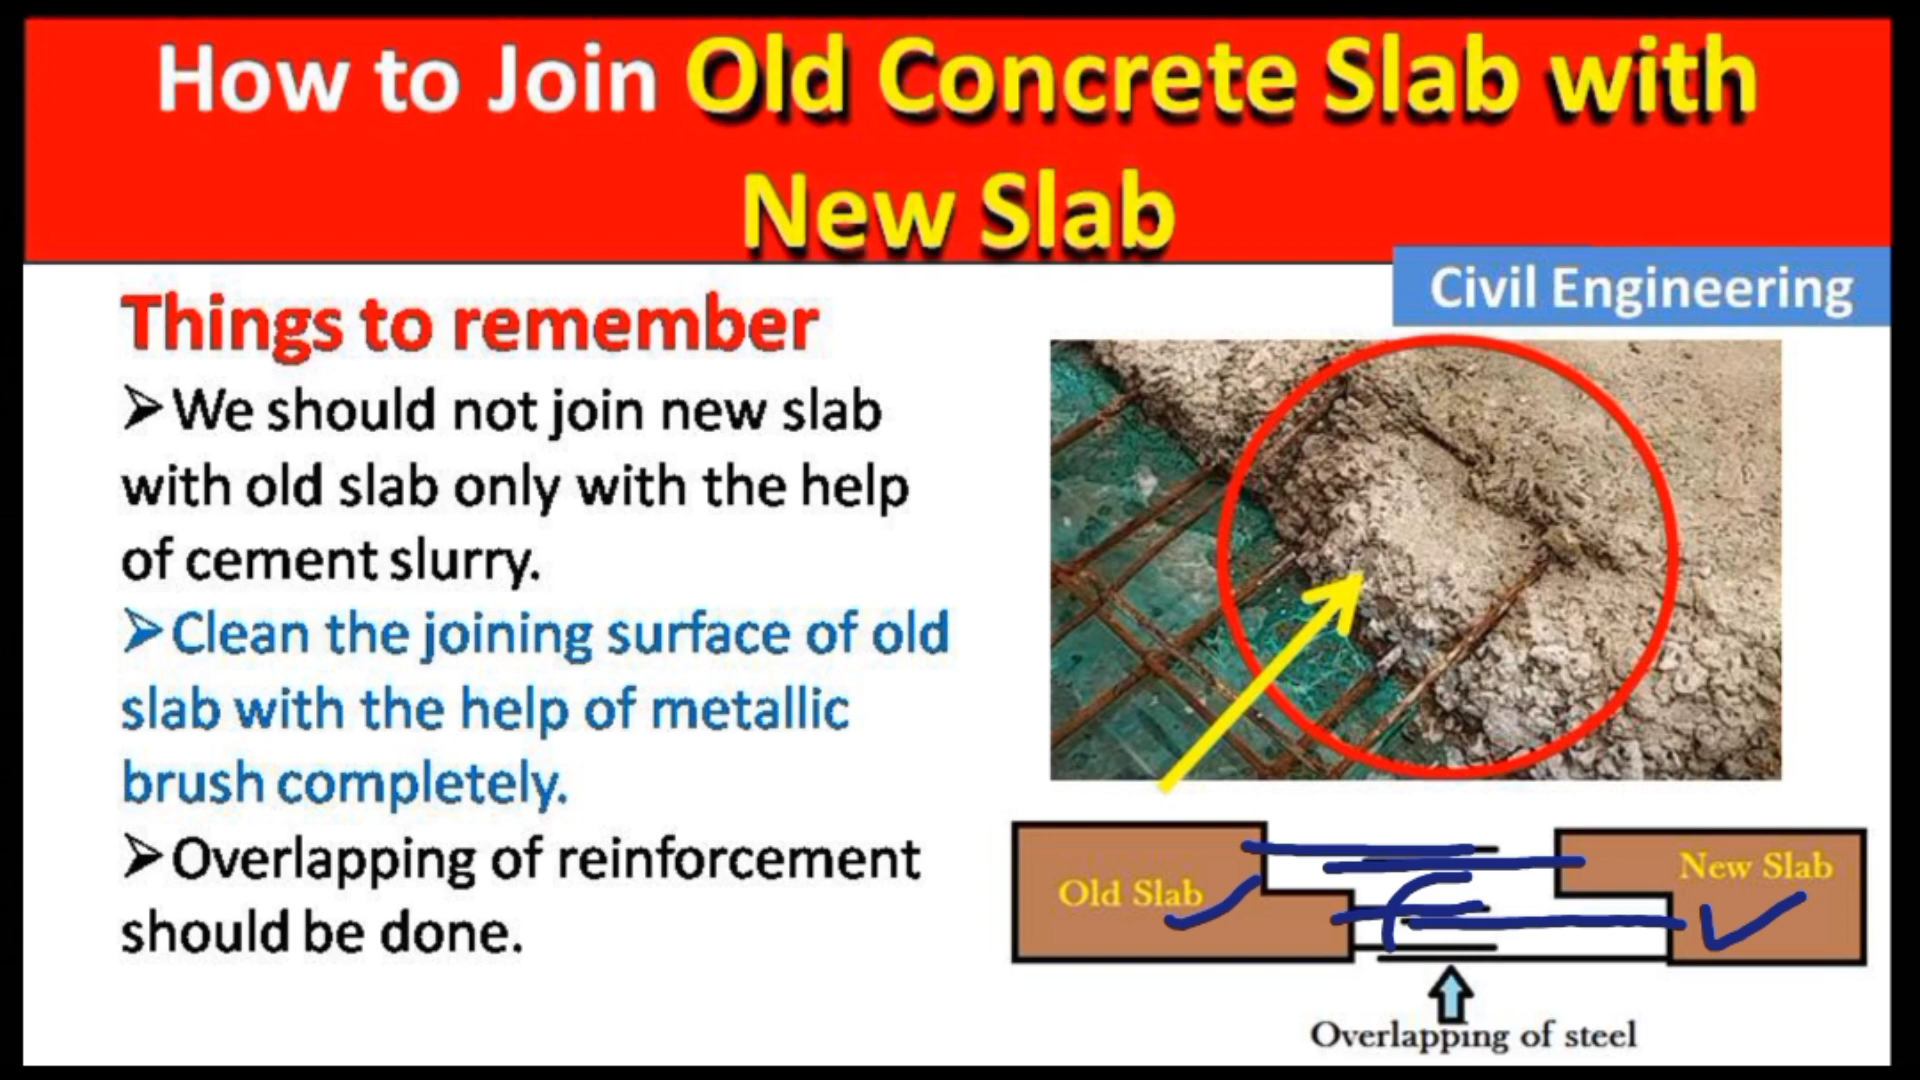 How to Join Old Concrete Slab with
New Slab
Civil Engineering
Things to remember
➢We should not join new slab
with old slab only with the help
of cement slurry.
➢Clean the joining surface of old
slab with the help of metallic
brush completely.
➢Overlapping of reinforcement
should be done.
Old Slab
New Slab
Overlapping of steel